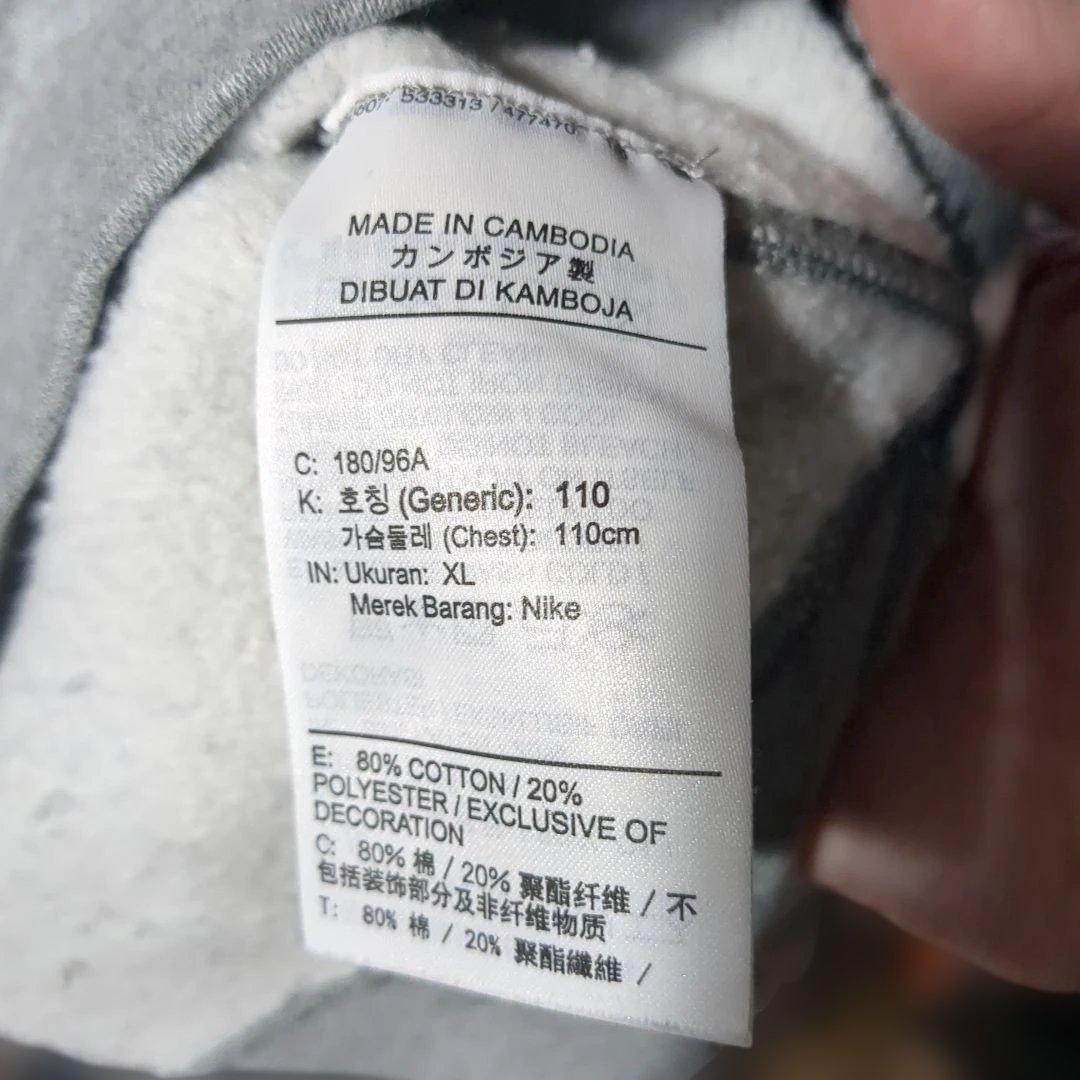 533313 / 477470
MADE IN CAMBODIA
カンボジア製
DIBUAT DI KAMBOJA
C: 180/96A
K: 호칭 (Generic): 110
가슴둘레 (Chest): 110cm
IN: Ukuran: XL
Merek Barang: Nike
E: 80% COTTON / 20%
POLYESTER / EXCLUSIVE OF
DECORATION
C: 80% 棉 / 20% 聚酯纤维 / 不
包括装饰部分及非纤维物质
T: 80% 棉 / 20% 聚酯纖維 /